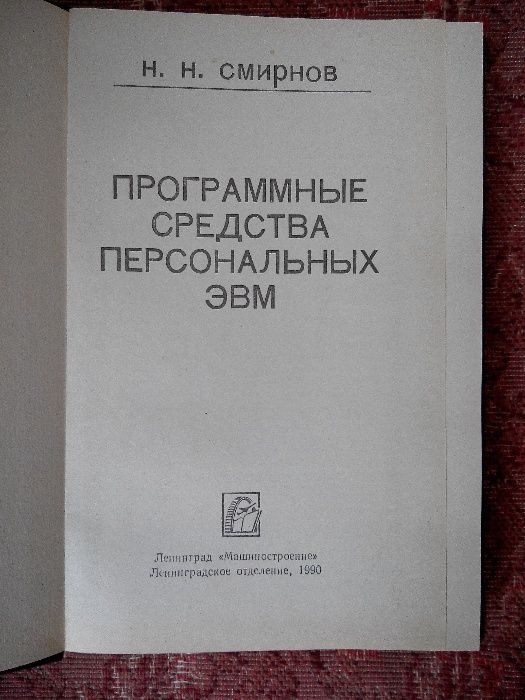 Н. Н. СМИРНОВ
ПРОГРАММНЫЕ
СРЕДСТВА
ПЕРСОНАЛЬНЫХ
ЭВМ
Ленинград «Машиностроение»
Ленинградское отделение, 1990